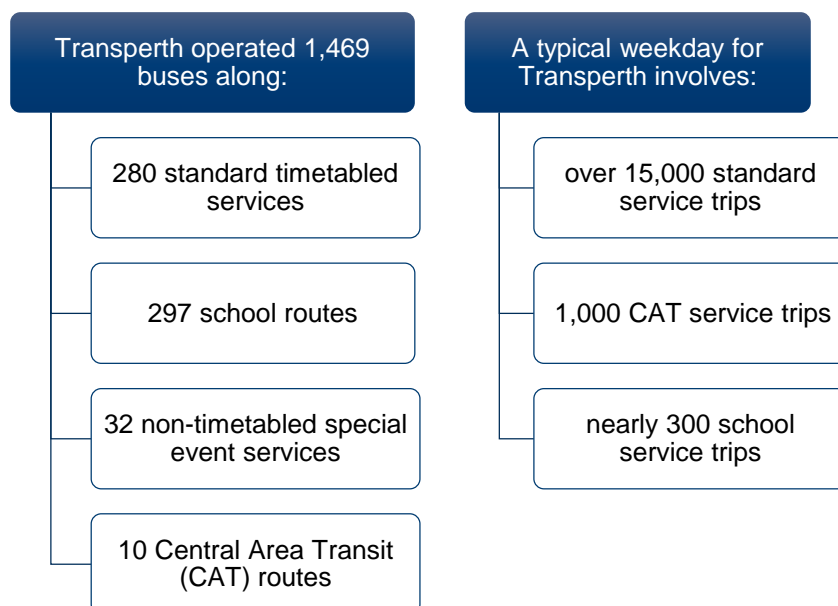 Transperth operated 1,469
buses along:
280 standard timetabled
services
297 school routes
32 non-timetabled special
event services
10 Central Area Transit
(CAT) routes
A typical weekday for
Transperth involves:
over 15,000 standard
service trips
1,000 CAT service trips
nearly 300 school
service trips